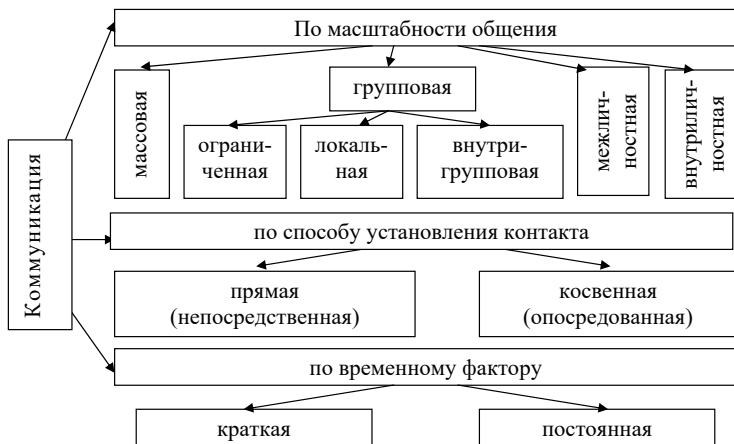 По масштабности общения
массовая
групповая
ограни-
ченная
локаль-
ная
внутри-
групповая
межлич-
ностная
внутрилич-
ностная
Коммуникация
по способу установления контакта
прямая
(непосредственная)
косвенная
(опосредованная)
по временному фактору
краткая
постоянная